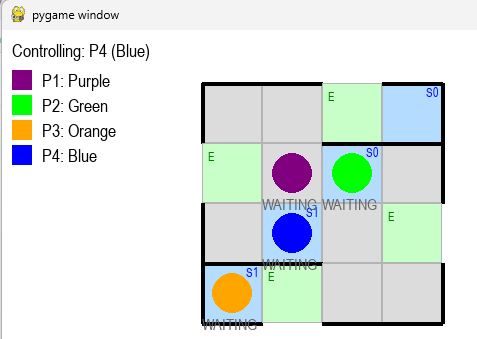 pygame window
Controlling: P4 (Blue)
P1: Purple
P2: Green
P3: Orange
P4: Blue
E
S0
E
S0
WAITING
WAITING
S1
E
WAITING
S1
E
WAITING